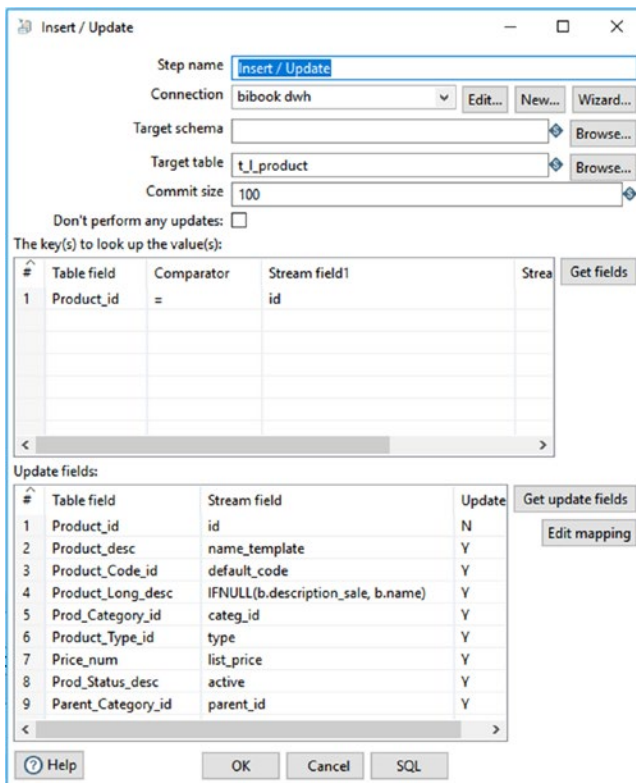 Insert / Update
Step name Insert / Update
Connection bibook dwh Edit... New... Wizard...
Target schema Browse...
Target table t_l_product Browse...
Commit size 100
Don't perform any updates:
The key(s) to look up the value(s):
# Table field Comparator Stream field1 Strea Get fields
1 Product_id = id
Update fields:
# Table field Stream field Update Get update fields
1 Product_id id N Edit mapping
2 Product_desc name_template Y
3 Product_Code_id default_code Y
4 Product_Long_desc IFNULL(b.description_sale, b.name) Y
5 Prod_Category_id categ_id Y
6 Product_Type_id type Y
7 Price_num list_price Y
8 Prod_Status_desc active Y
9 Parent_Category_id parent_id Y
Help OK Cancel SQL